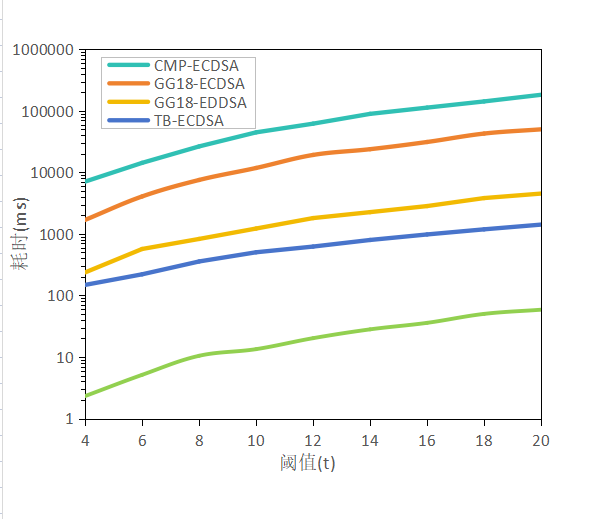 1000000
100000
10000
1000
100
10
1
耗时(ms)
CMP-ECDSA
GG18-ECDSA
GG18-EDDSA
TB-ECDSA
4 6 8 10 12 14 16 18 20
阈值(t)